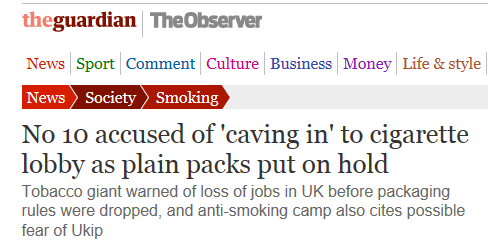 theguardian | TheObserver
News | Sport | Comment | Culture | Business | Money | Life & style
News Society Smoking
No 10 accused of 'caving in' to cigarette
lobby as plain packs put on hold
Tobacco giant warned of loss of jobs in UK before packaging
rules were dropped, and anti-smoking camp also cites possible
fear of Ukip